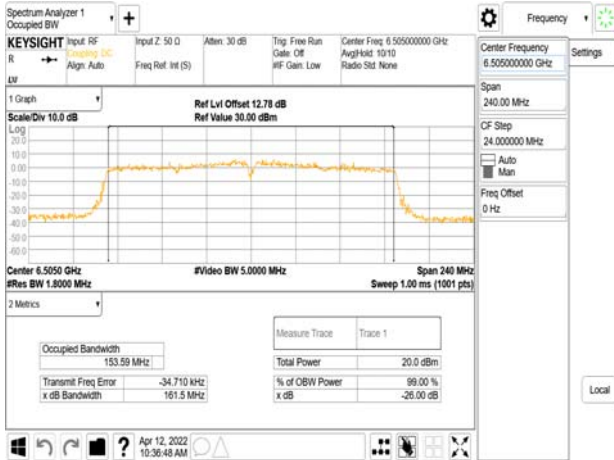 Spectrum Analyzer 1
Occupied BW
+
Frequency
KEYSIGHT
Input: RF
Coupling: DC
Align: Auto
Input Z: 50 Ω
Freq Ref: Int (S)
Atten: 30 dB
Trig: Free Run
Gate: Off
#IF Gain: Low
Center Freq: 6.505000000 GHz
Avg|Hold: 10/10
Radio Std: None
R
LXI
Center Frequency
6.505000000 GHz
Settings
Span
240.00 MHz
CF Step
24.000000 MHz
Auto
Man
Freq Offset
0 Hz
Local
1 Graph
Scale/Div 10.0 dB
Ref Lvl Offset 12.78 dB
Ref Value 30.00 dBm
Log
20.0
10.0
0.00
-10.0
-20.0
-30.0
-40.0
-50.0
-60.0
Center 6.5050 GHz
#Res BW 1.8000 MHz
#Video BW 5.0000 MHz
Span 240 MHz
Sweep 1.00 ms (1001 pts)
2 Metrics
Measure Trace
Trace 1
Occupied Bandwidth
153.59 MHz
Total Power
20.0 dBm
Transmit Freq Error
-34.710 kHz
% of OBW Power
99.00 %
x dB Bandwidth
161.5 MHz
x dB
-26.00 dB
?
Apr 12, 2022
10:36:48 AM